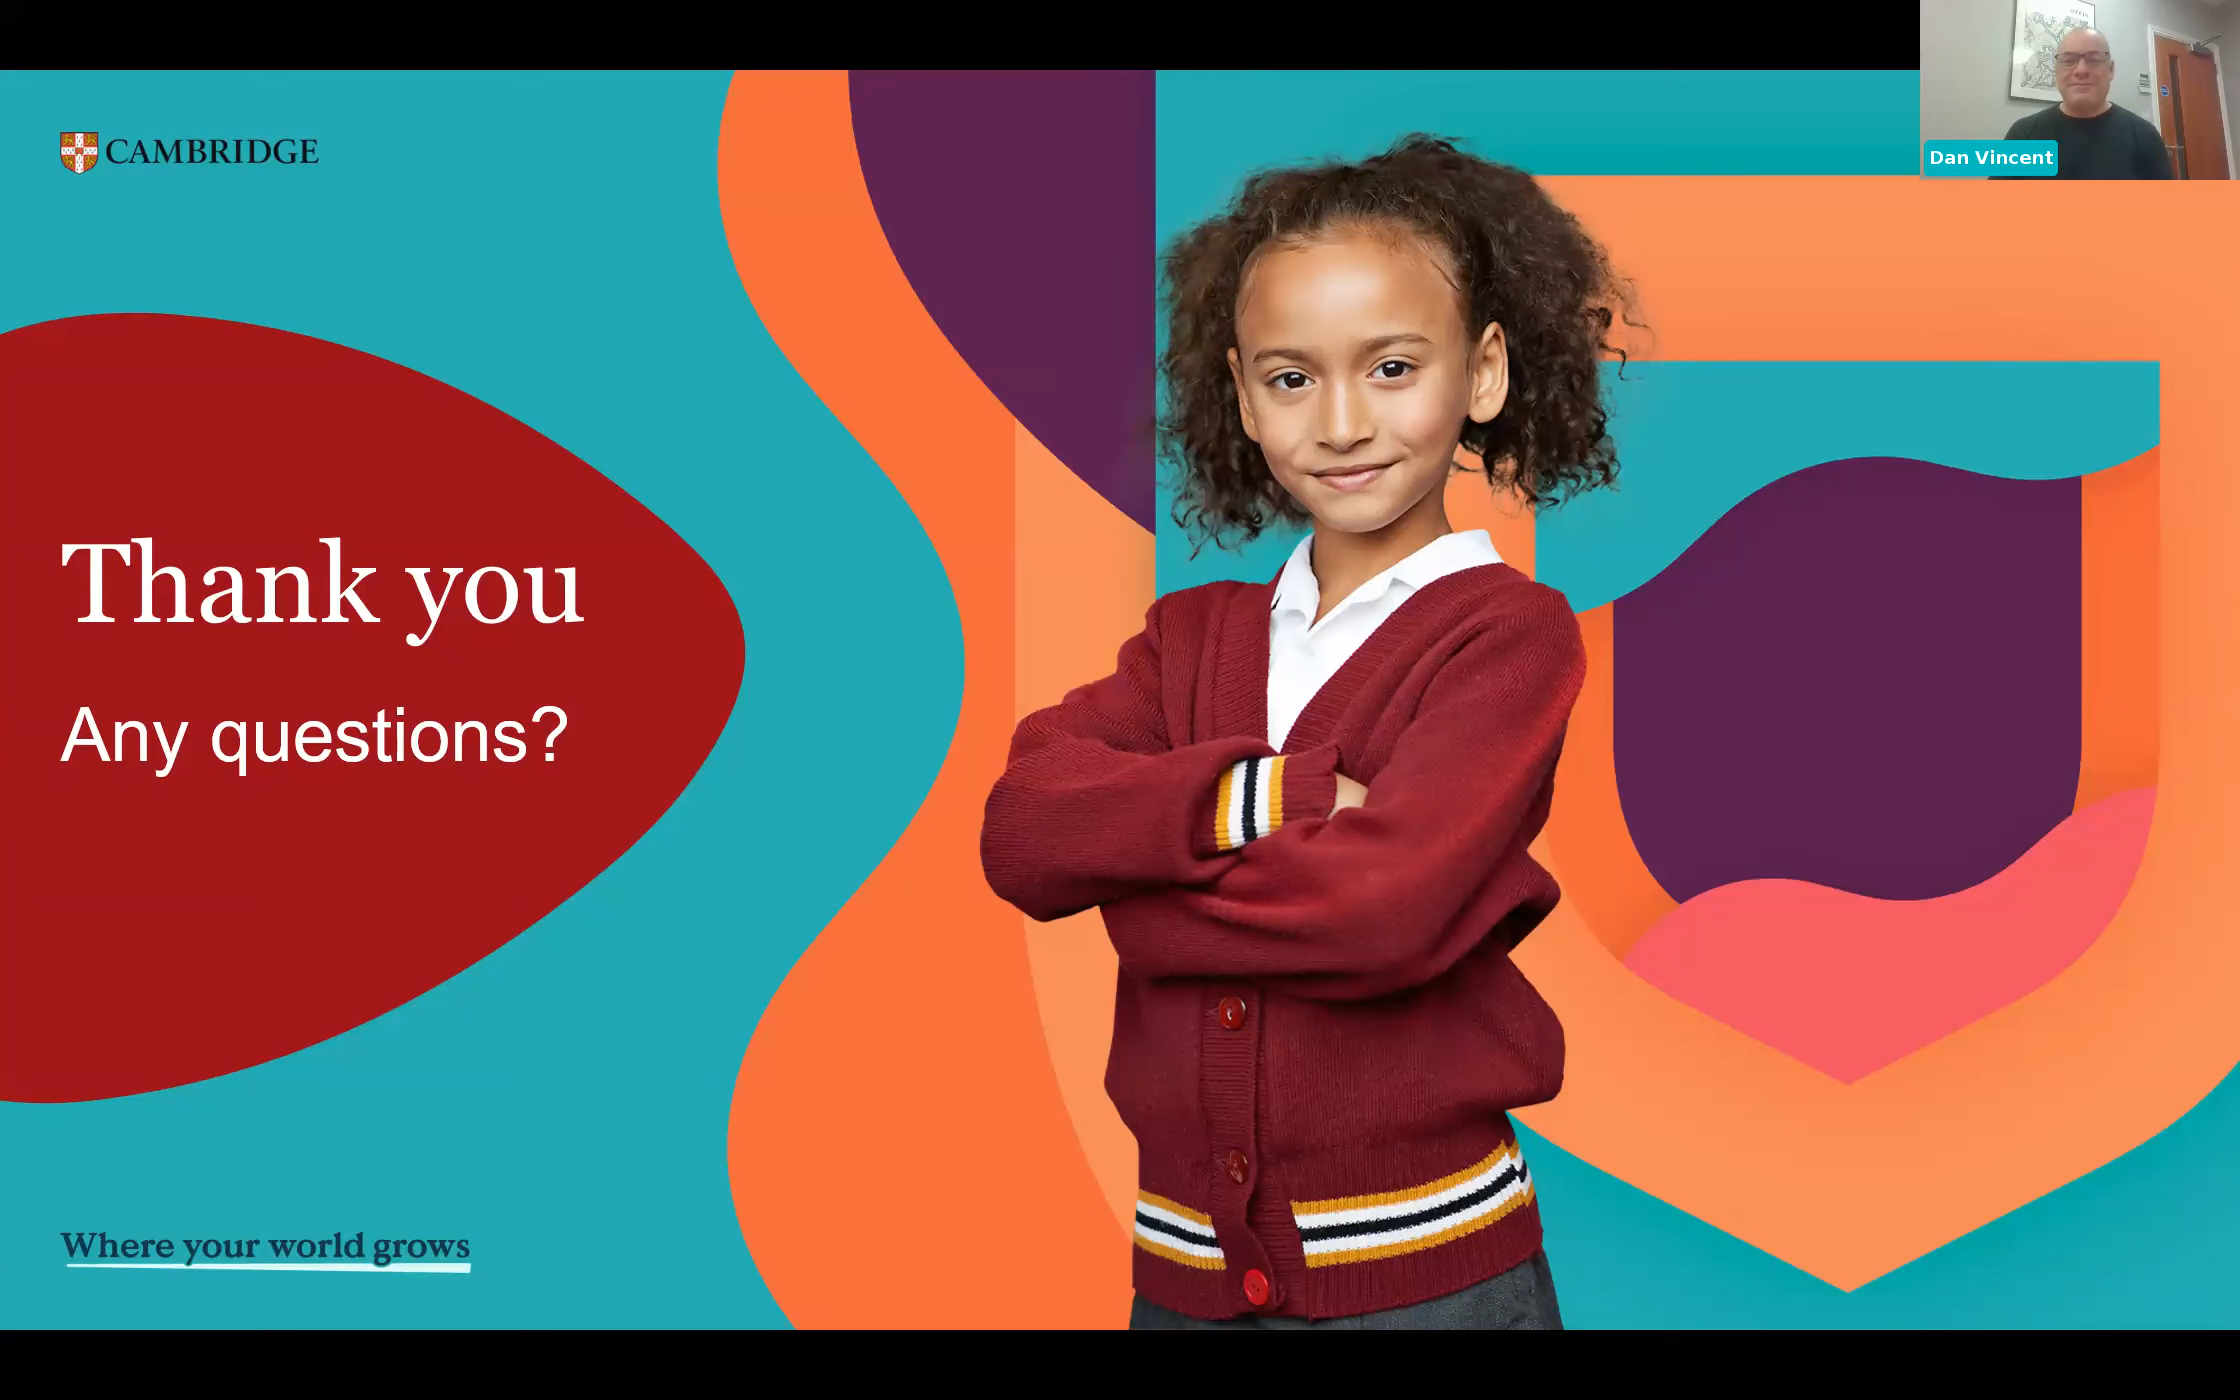 CAMBRIDGE
Dan Vincent
Thank you
Any questions?
Where your world grows